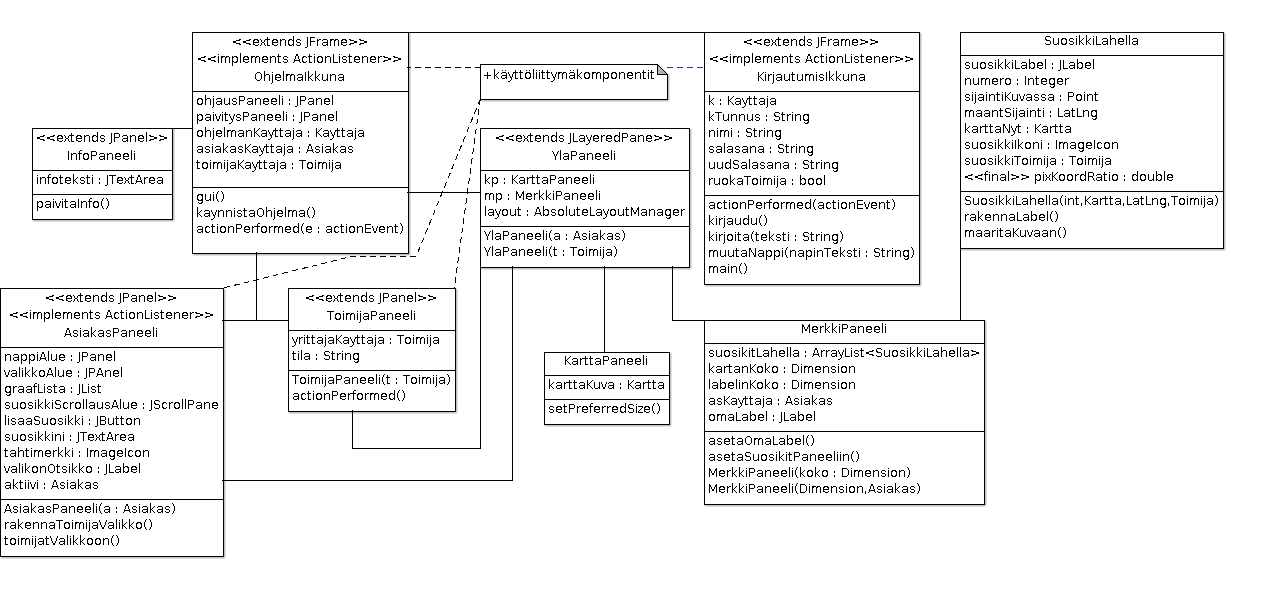 <<extends JFrame>>
<<implements ActionListener>>
OhjelmaIkkuna
ohjausPaneeli : JPanel
paivitysPaneeli : JPanel
ohjelmanKayttaja : Kayttaja
asiakasKayttaja : Asiakas
toimijaKayttaja : Toimija
gui()
kaynnistaOhjelma()
actionPerformed(e : actionEvent)
+käyttöliittymäkomponentit
<<extends JFrame>>
<<implements ActionListener>>
KirjautumisIkkuna
k : Kayttaja
kTunnus : String
nimi : String
salasana : String
uudSalasana : String
ruokaToimija : bool
actionPerformed(actionEvent)
kirjaudu()
kirjoita(teksti : String)
muutaNappi(napinTeksti : String)
main()
SuosikkiLahella
suosikkiLabel : JLabel
numero : Integer
sijaintiKuvassa : Point
maantSijainti : LatLng
karttaNyt : Kartta
suosikkiIkoni : ImageIcon
suosikkiToimija : Toimija
<<final>> pixKoordRatio : double
SuosikkiLahella(int,Kartta,LatLng,Toimija)
rakennaLabel()
maaritaKuvaan()
<<extends JPanel>>
InfoPaneeli
infoteksti : JTextArea
paivitaInfo()
<<extends JLayeredPane>>
YlaPaneeli
kp : KarttaPaneeli
mp : MerkkiPaneeli
layout : AbsoluteLayoutManager
YlaPaneeli(a : Asiakas)
YlaPaneeli(t : Toimija)
<<extends JPanel>>
<<implements ActionListener>>
AsiakasPaneeli
nappiAlue : JPanel
valikkoAlue : JPAnel
graafLista : JList
suosikkiScrollausAlue : JScrollPane
lisaaSuosikki : JButton
suosikkini : JTextArea
tahtimerkki : ImageIcon
valikonOtsikko : JLabel
aktiivi : Asiakas
AsiakasPaneeli(a : Asiakas)
rakennaToimijaValikko()
toimijatValikkoon()
<<extends JPanel>>
ToimijaPaneeli
yrittajaKayttaja : Toimija
tila : String
ToimijaPaneeli(t : Toimija)
actionPerformed()
KarttaPaneeli
karttaKuva : Kartta
setPreferredSize()
MerkkiPaneeli
suosikitLahella : ArrayList<SuosikkiLahella>
kartanKoko : Dimension
labelinKoko : Dimension
asKayttaja : Asiakas
omaLabel : JLabel
asetaOmaLabel()
asetaSuosikitPaneeliin()
MerkkiPaneeli(koko : Dimension)
MerkkiPaneeli(Dimension,Asiakas)